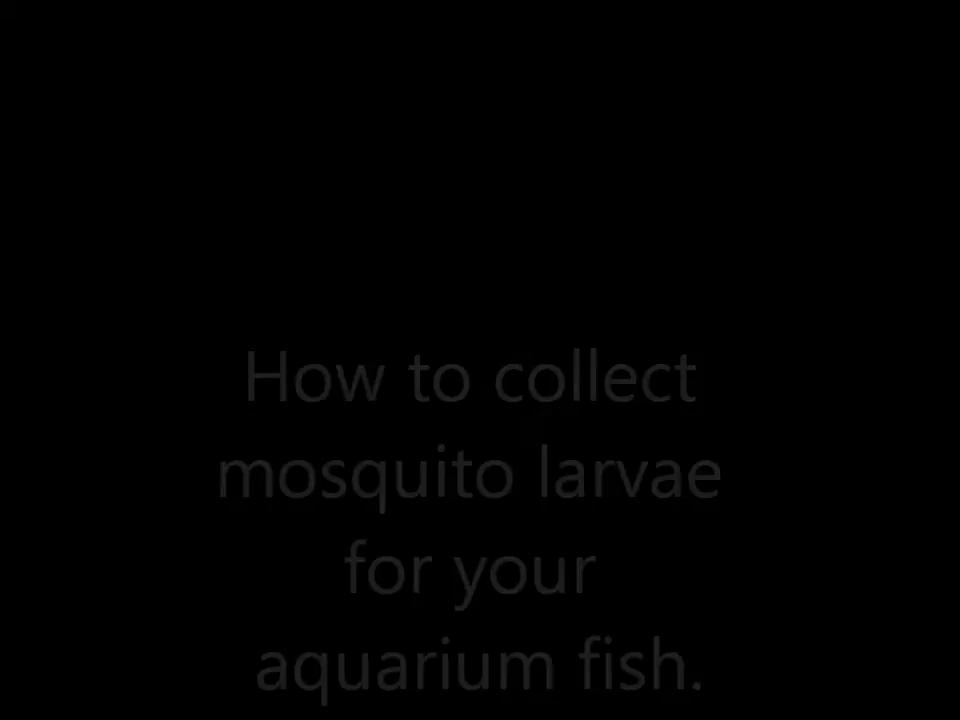 How to collect
mosquito larvae
for your
aquarium fish.